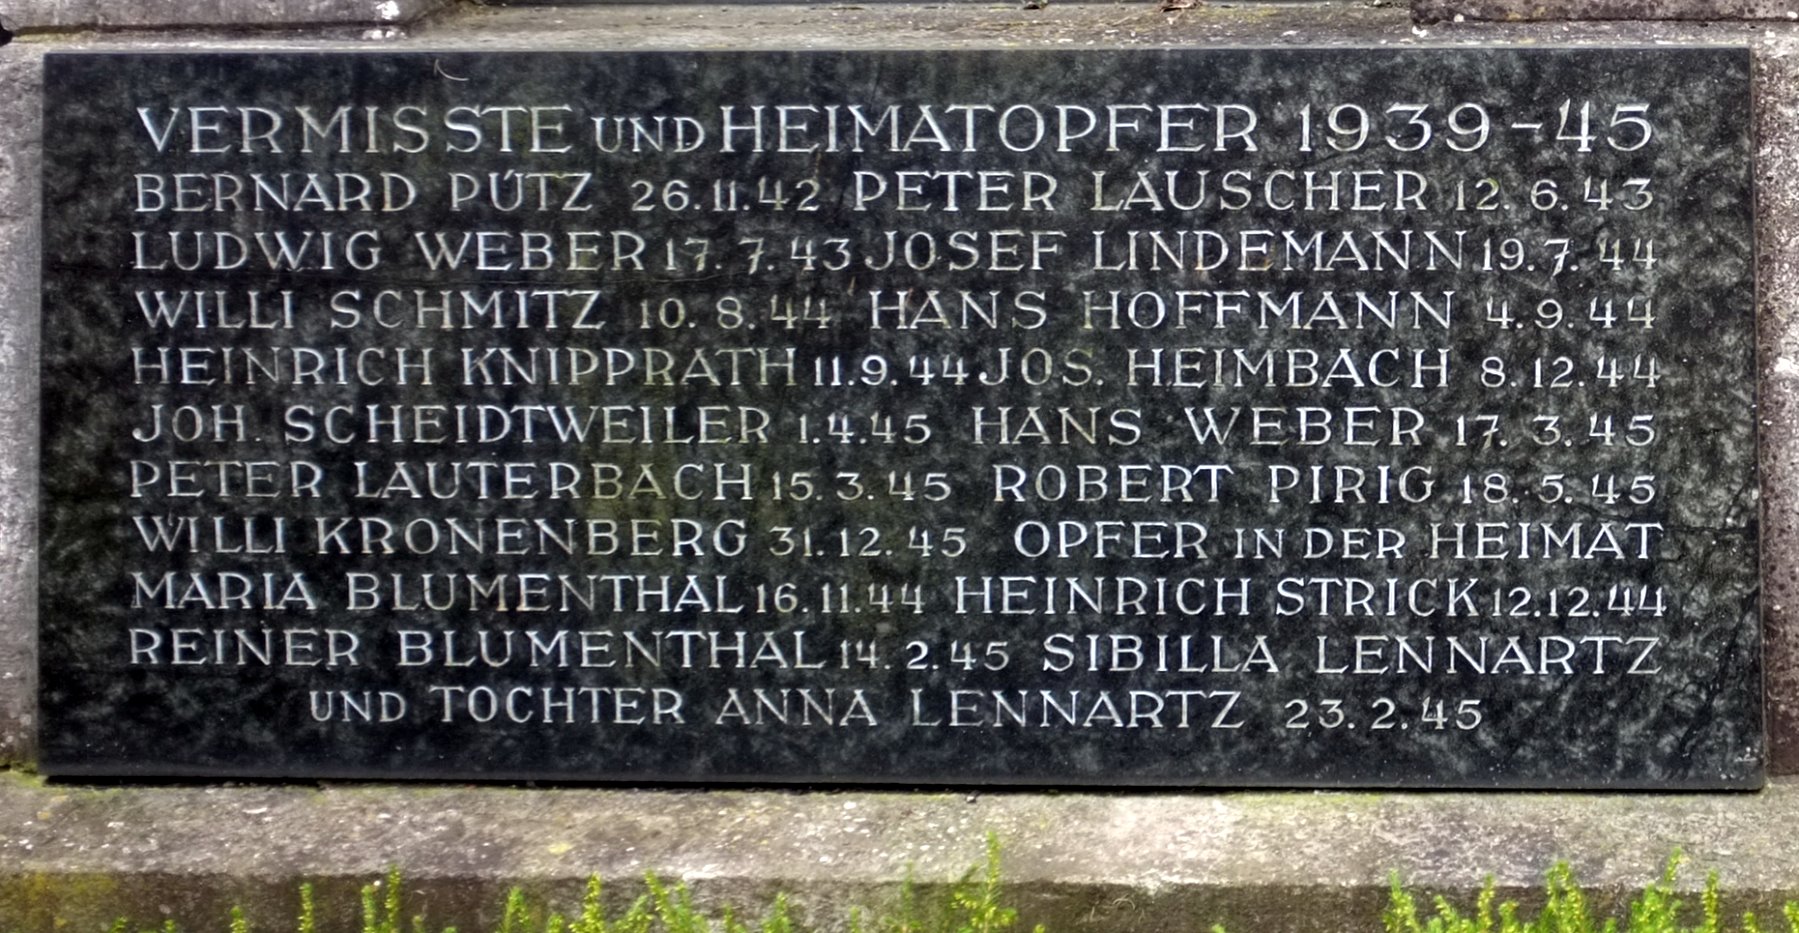 VERMISSTE UND HEIMATOPFER 1939-45
BERNARD PÜTZ 26.11.42 PETER LAUSCHER 12.6.43
LUDWIG WEBER 17.7.43 JOSEF LINDEMANN 19.7.44
WILLI SCHMITZ 10.8.44 HANS HOFFMANN 4.9.44
HEINRICH KNIPPRATH 11.9.44 JOS. HEIMBACH 8.12.44
JOH. SCHEIDTWEILER 1.4.45 HANS WEBER 17.3.45
PETER LAUTERBACH 15.3.45 ROBERT PIRIG 18.5.45
WILLI KRONENBERG 31.12.45 OPFER IN DER HEIMAT
MARIA BLUMENTHAL 16.11.44 HEINRICH STRICK 12.12.44
REINER BLUMENTHAL 14.2.45 SIBILLA LENNARTZ
UND TOCHTER ANNA LENNARTZ 23.2.45